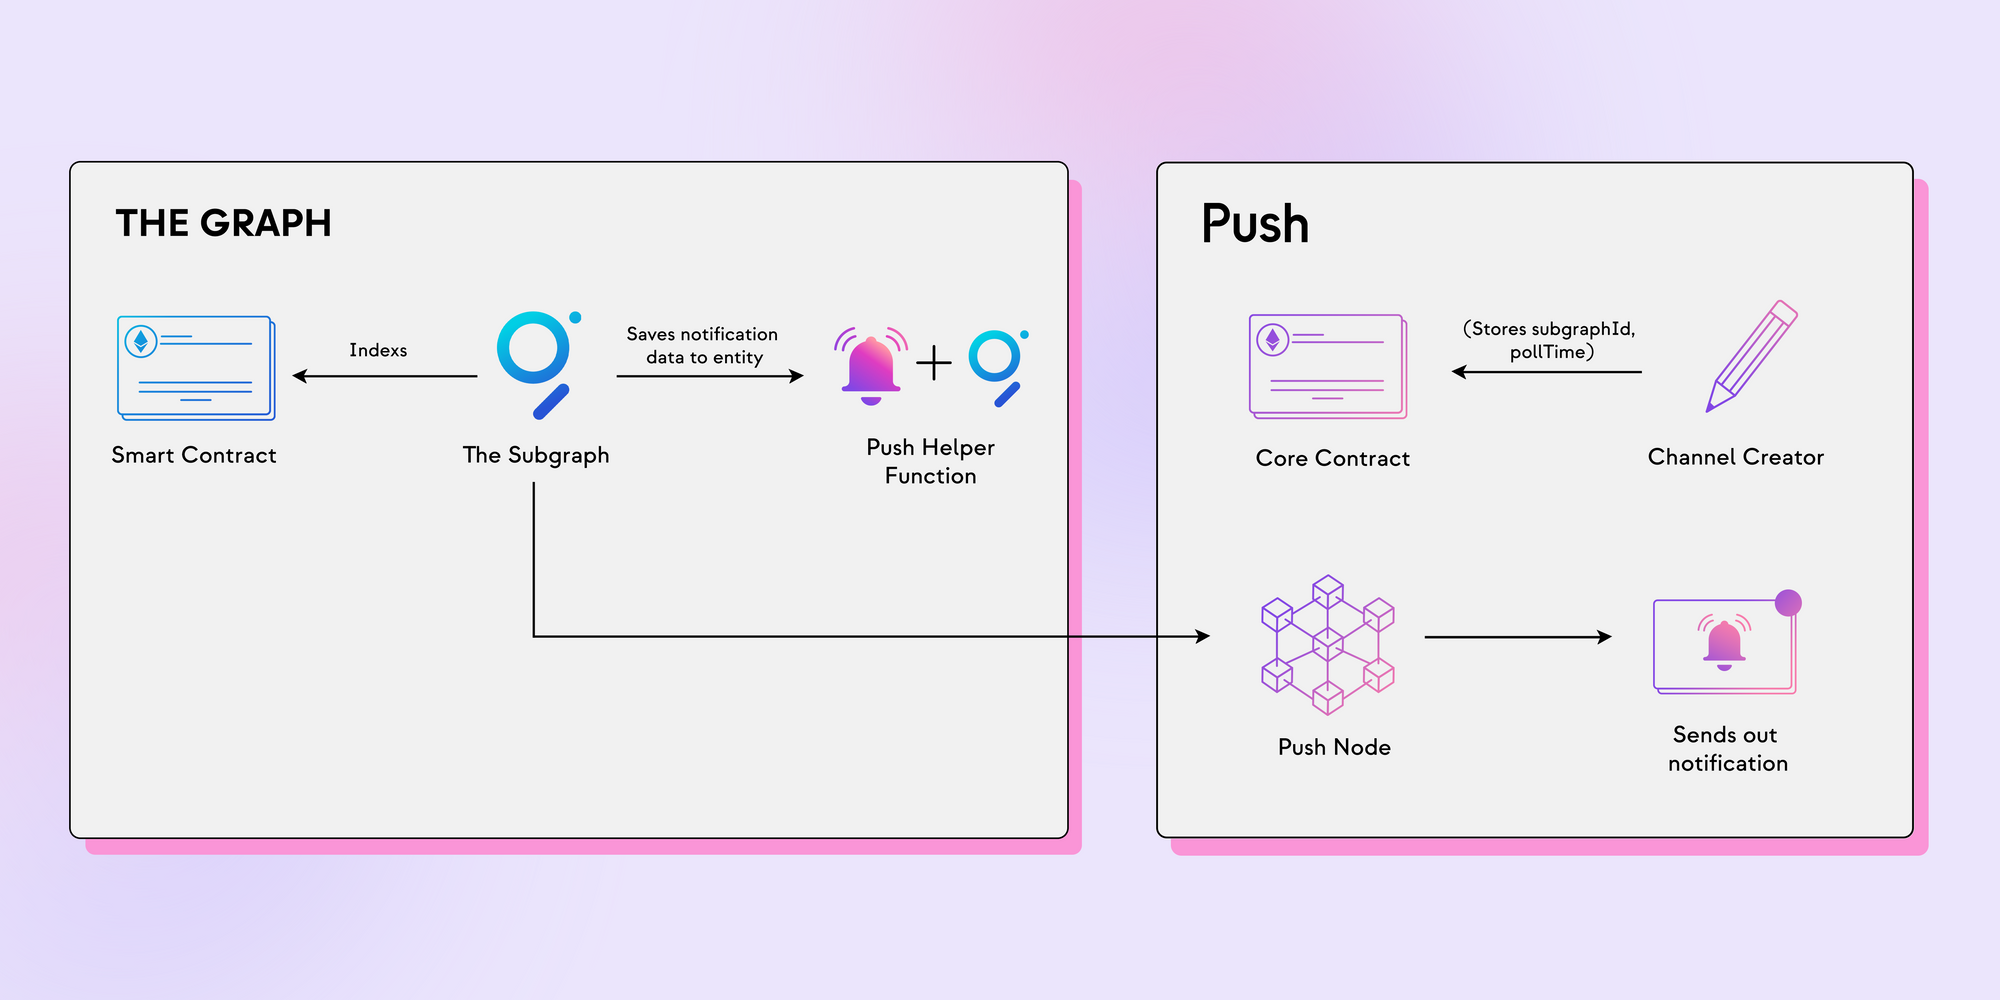 THE GRAPH
Indexs
Saves notification
data to entity
Smart Contract
The Subgraph
Push Helper
Function
Push
(Stores subgraphId,
pollTime)
Core Contract
Channel Creator
Push Node
Sends out
notification